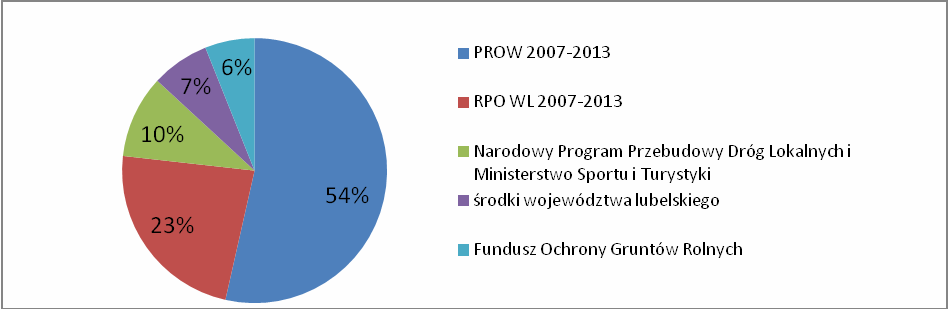 6%
7%
10%
23%
54%
PROW 2007-2013
RPO WL 2007-2013
Narodowy Program Przebudowy Dróg Lokalnych i
Ministerstwo Sportu i Turystyki
środki województwa lubelskiego
Fundusz Ochrony Gruntów Rolnych